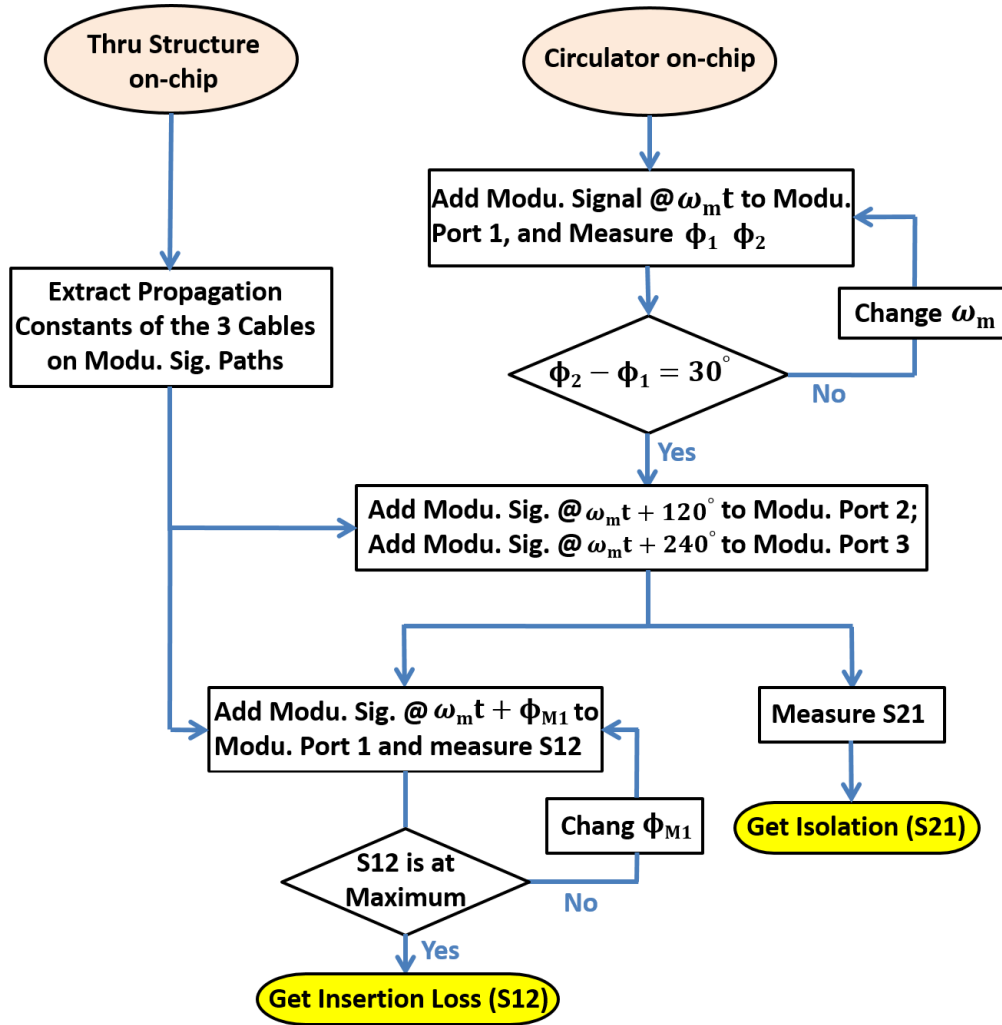 Thru Structure
on-chip
Circulator on-chip
Add Modu. Signal @ ωₘt to Modu.
Port 1, and Measure ϕ₁ ϕ₂
Extract Propagation
Constants of the 3 Cables
on Modu. Sig. Paths
Change ωₘ
ϕ₂ − ϕ₁ = 30°
No
Yes
Add Modu. Sig. @ ωₘt + 120° to Modu. Port 2;
Add Modu. Sig. @ ωₘt + 240° to Modu. Port 3
Add Modu. Sig. @ ωₘt + ϕM1 to
Modu. Port 1 and measure S12
Measure S21
Chang ϕM1
Get Isolation (S21)
S12 is at
Maximum
No
Yes
Get Insertion Loss (S12)